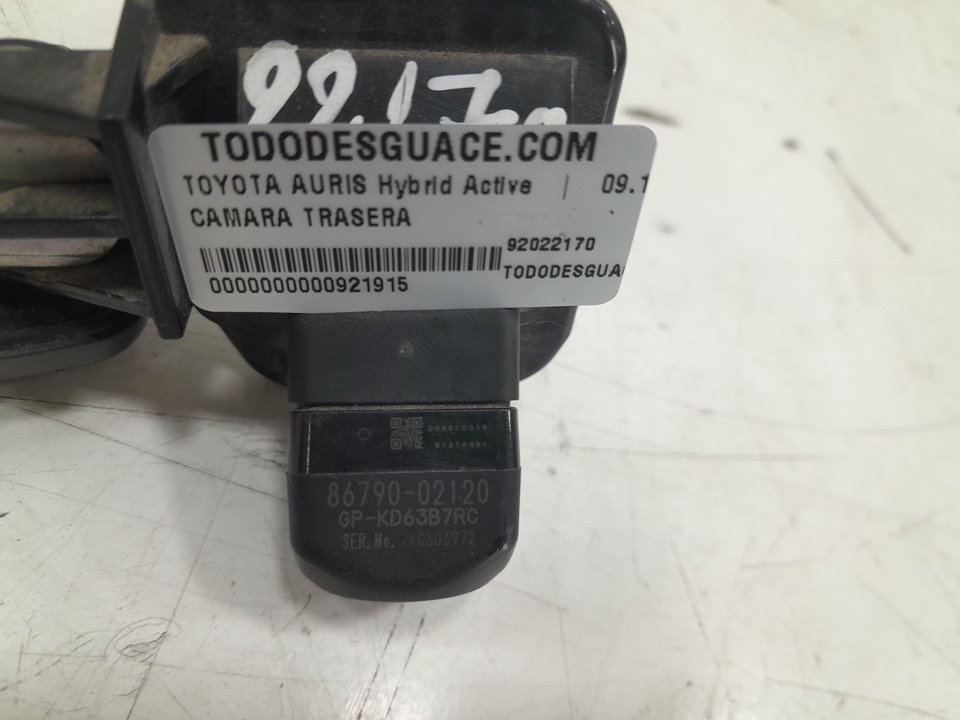 TODODESGUACE.COM
TOYOTA AURIS Hybrid Active | 09.1
CAMARA TRASERA
92022170
TODODESGUA
0000000000921915
86790-02120
GP-KD63B7RC
SER.No.